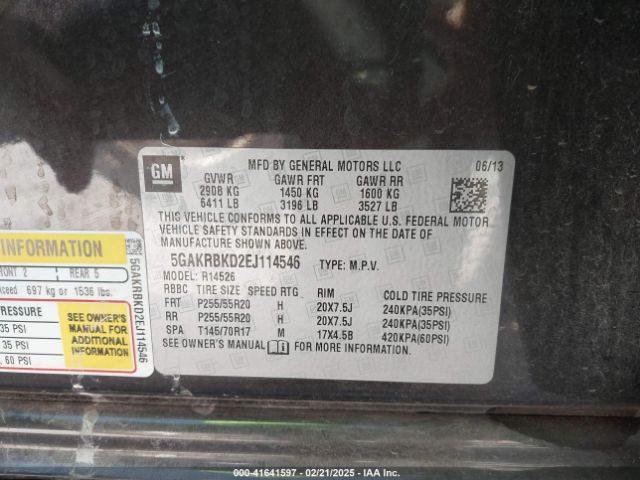 GM
MFD BY GENERAL MOTORS LLC 06/13
GVWR GAWR FRT GAWR RR
2908 KG 1450 KG 1600 KG
6411 LB 3196 LB 3527 LB
THIS VEHICLE CONFORMS TO ALL APPLICABLE U.S. FEDERAL MOTOR
VEHICLE SAFETY STANDARDS IN EFFECT ON THE DATE OF
MANUFACTURE SHOWN ABOVE.
5GAKRBKD2EJ114546 TYPE: M.P.V.
MODEL: R14526
RBBC TIRE SIZE SPEED RTG RIM COLD TIRE PRESSURE
FRT P255/55R20 H 20X7.5J 240KPA(35PSI)
RR P255/55R20 H 20X7.5J 240KPA(35PSI)
SPA T145/70R17 M 17X4.5B 420KPA(60PSI)
SEE OWNER'S MANUAL FOR MORE INFORMATION.
INFORMATION
RONT 2 REAR 5
xceed 697 kg or 1536 lbs.
PRESSURE
35 PSI
35 PSI
, 60 PSI
SEE OWNER'S
MANUAL FOR
ADDITIONAL
INFORMATION
5GAKRBKD2EJ114546
000-41641597 - 02/21/2025 - IAA Inc.